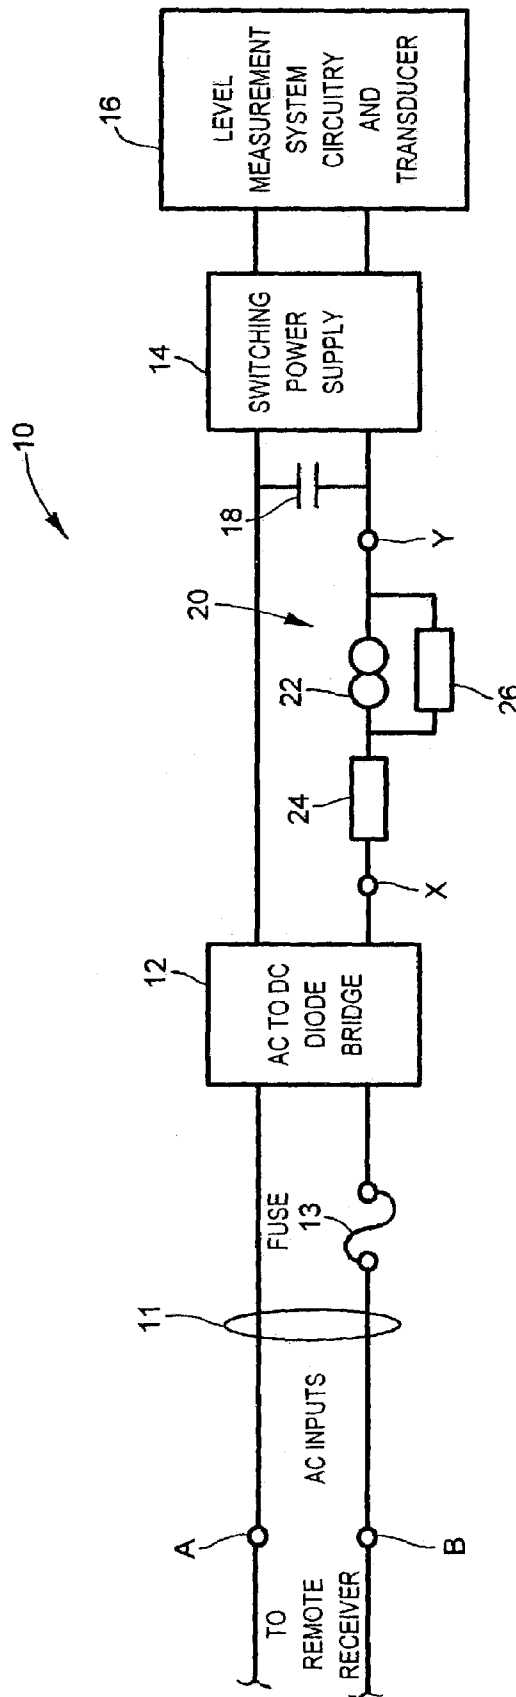 10
A
TO
REMOTE
RECEIVER
B
11
AC INPUTS
FUSE
13
12
AC TO DC
DIODE
BRIDGE
X
24
20
22
26
18
Y
14
SWITCHING
POWER
SUPPLY
16
LEVEL
MEASUREMENT
SYSTEM
CIRCUITRY
AND
TRANSDUCER